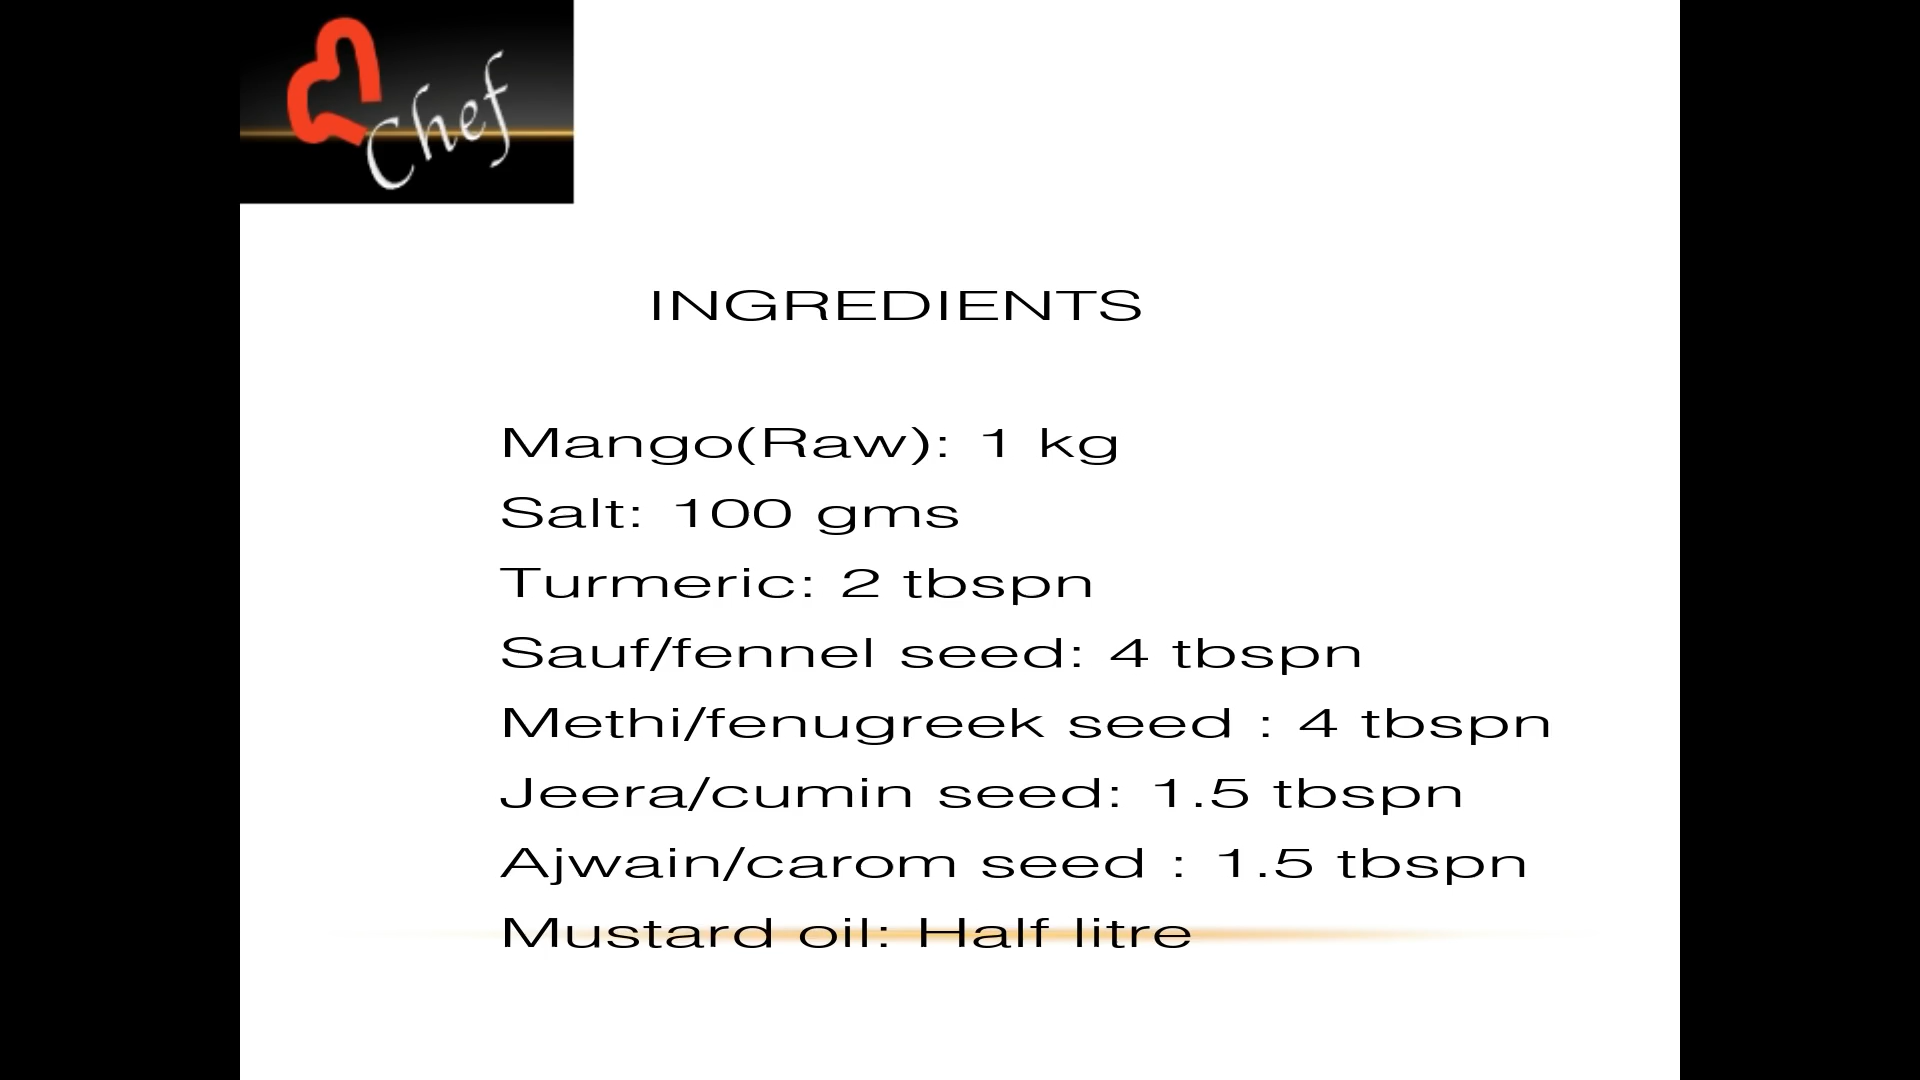 Chef
INGREDIENTS
Mango(Raw): 1 kg
Salt: 100 gms
Turmeric: 2 tbspn
Sauf/fennel seed: 4 tbspn
Methi/fenugreek seed : 4 tbspn
Jeera/cumin seed: 1.5 tbspn
Ajwain/carom seed : 1.5 tbspn
Mustard oil: Half litre